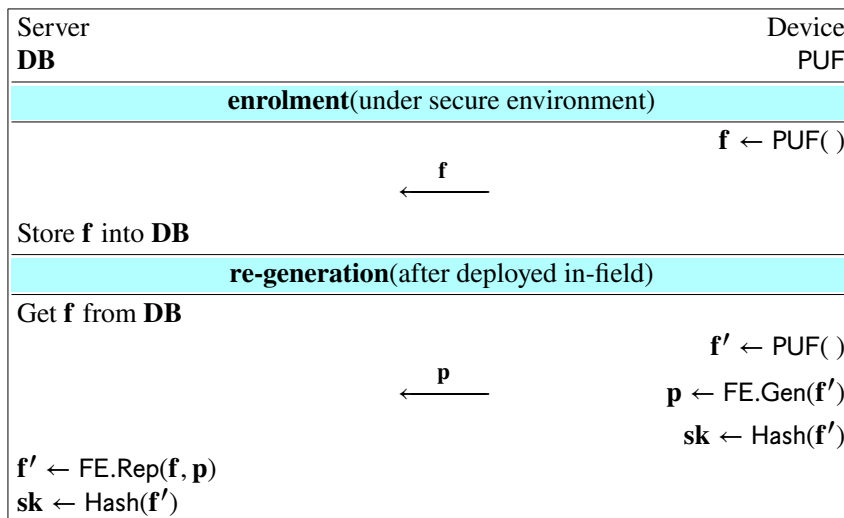 Server Device
DB PUF
enrolment(under secure environment)
f ← PUF( )
f
←
Store f into DB
re-generation(after deployed in-field)
Get f from DB
f′ ← PUF( )
p
← p ← FE.Gen(f′)
sk ← Hash(f′)
f′ ← FE.Rep(f, p)
sk ← Hash(f′)